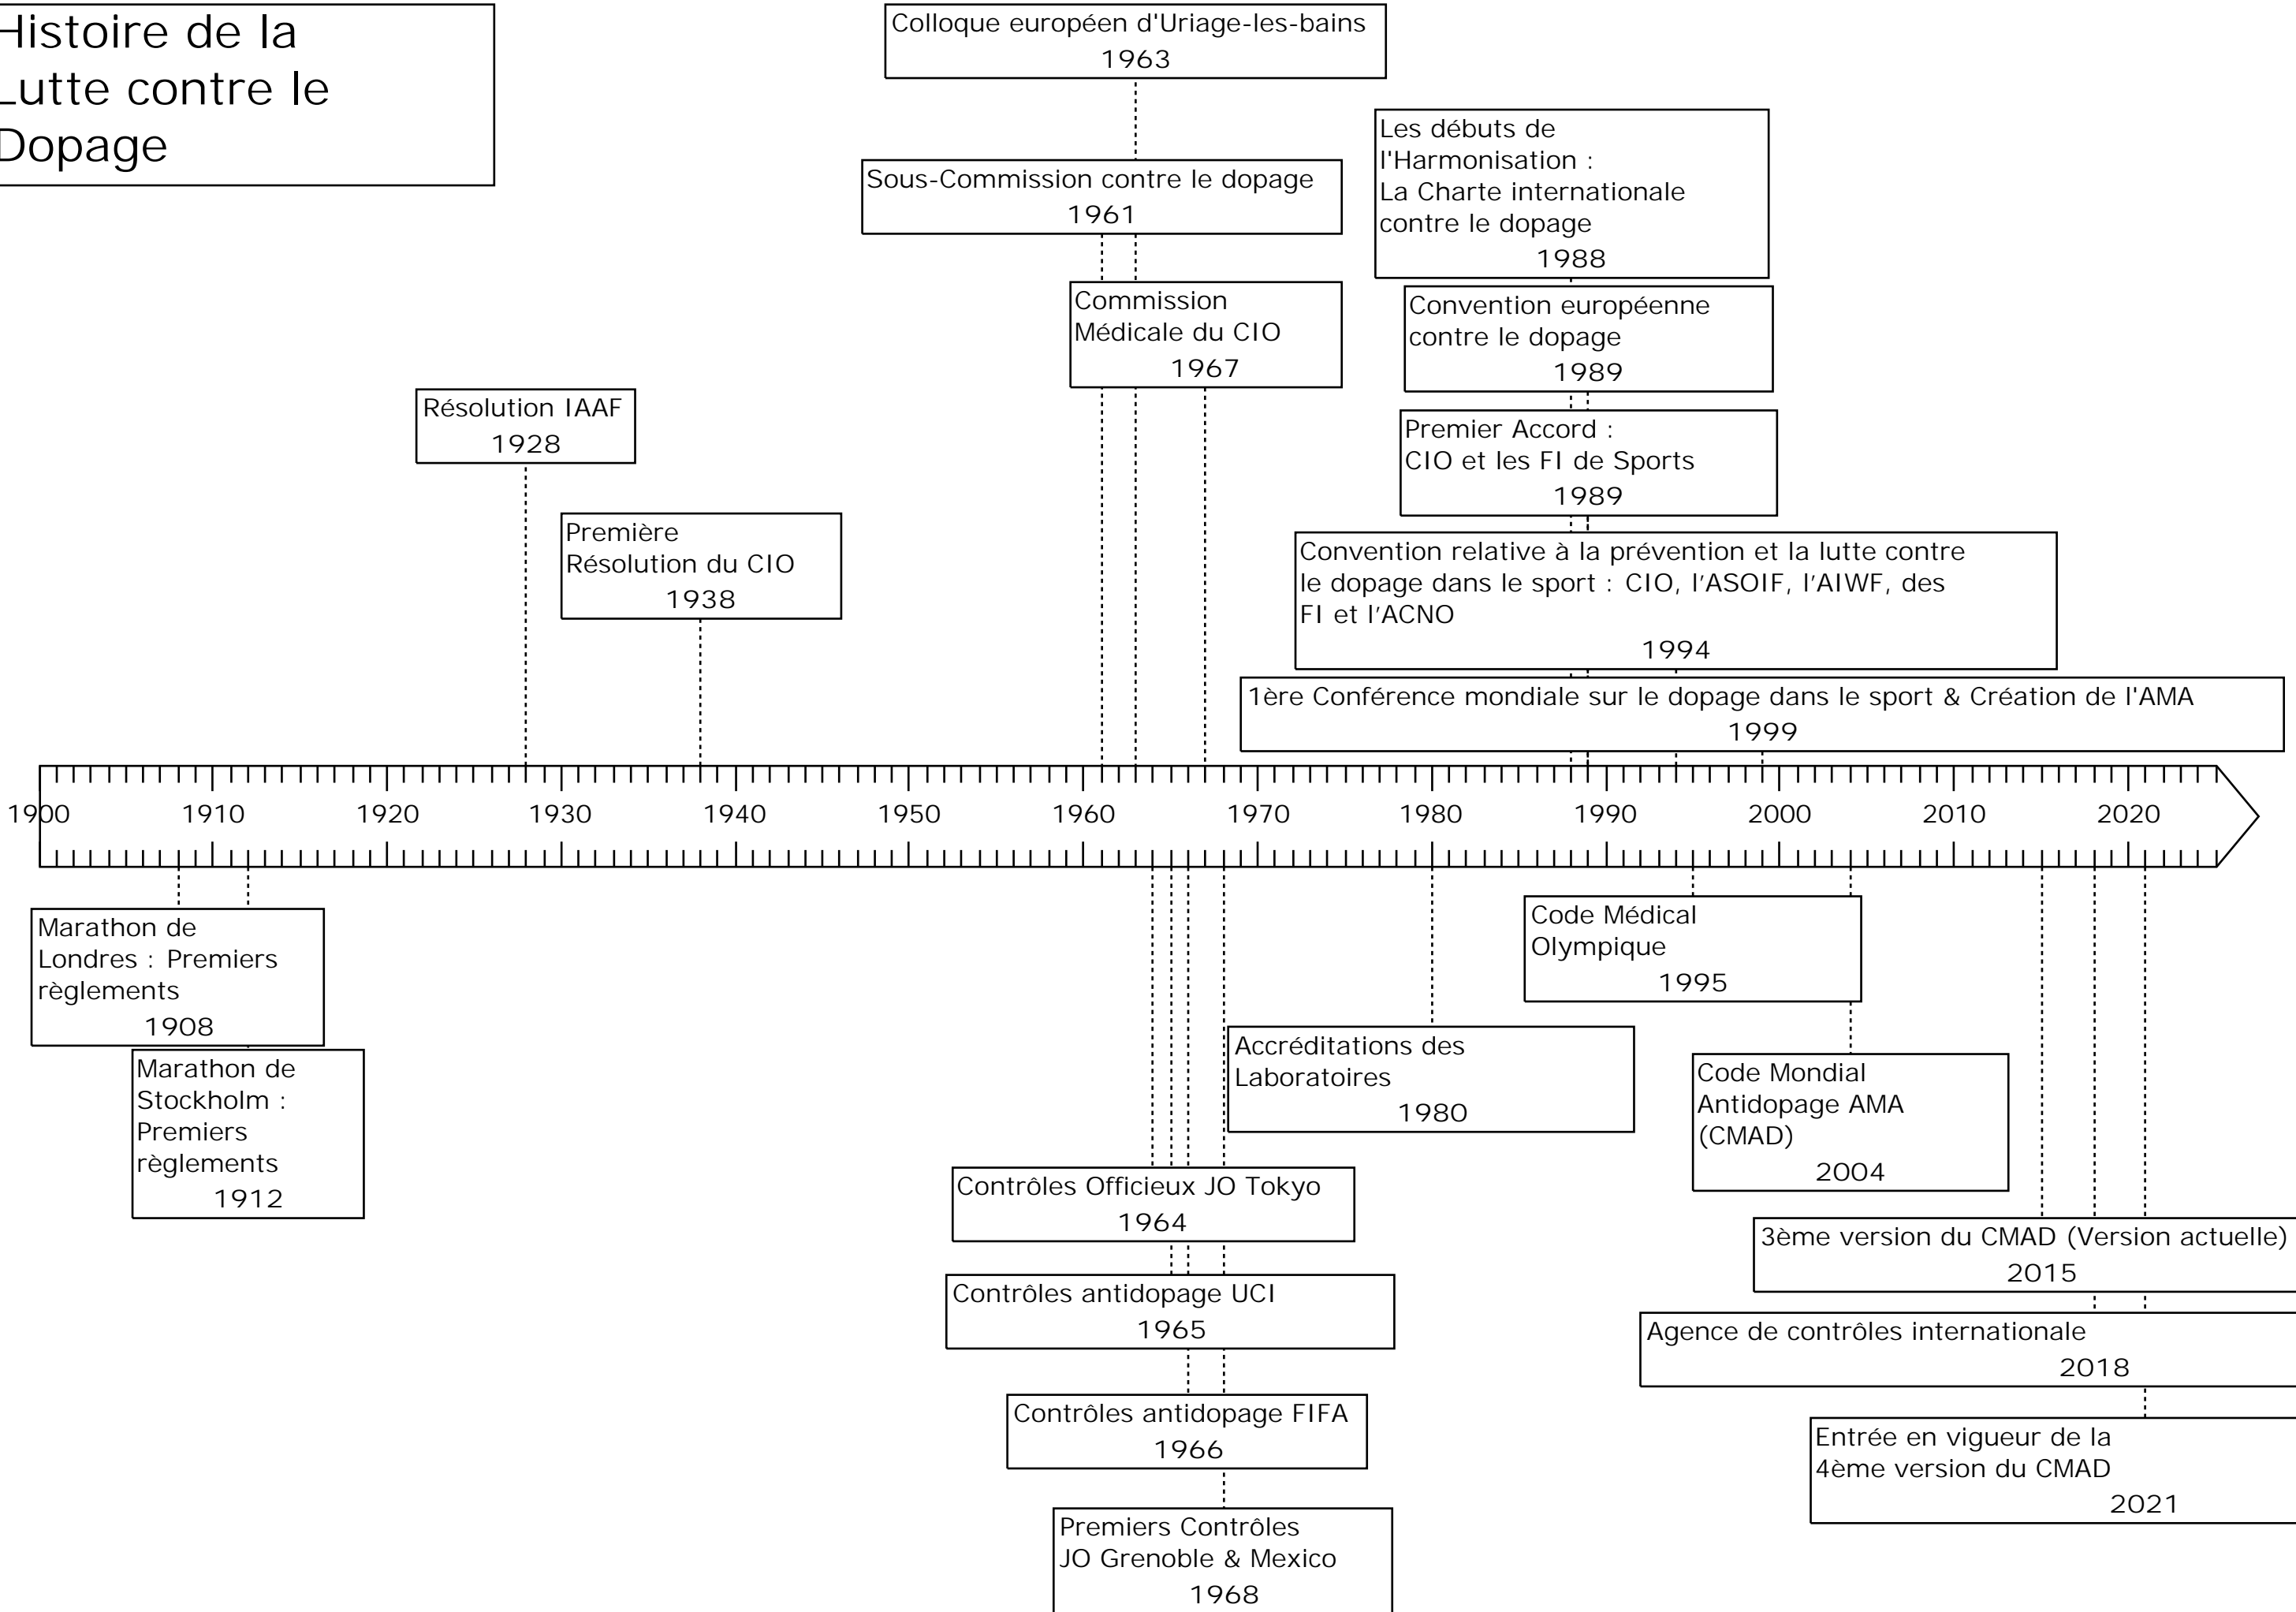 Histoire de la
Lutte contre le
Dopage
Colloque européen d'Uriage-les-bains
1963
Sous-Commission contre le dopage
1961
Commission
Médicale du CIO
1967
Les débuts de
l'Harmonisation :
La Charte internationale
contre le dopage
1988
Convention européenne
contre le dopage
1989
Résolution IAAF
1928
Premier Accord :
CIO et les FI de Sports
1989
Première
Résolution du CIO
1938
Convention relative à la prévention et la lutte contre
le dopage dans le sport : CIO, l’ASOIF, l’AIWF, des
FI et l’ACNO
1994
1ère Conférence mondiale sur le dopage dans le sport & Création de l'AMA
1999
1900 1910 1920 1930 1940 1950 1960 1970 1980 1990 2000 2010 2020
Marathon de
Londres : Premiers
règlements
1908
Marathon de
Stockholm :
Premiers
règlements
1912
Code Médical
Olympique
1995
Accréditations des
Laboratoires
1980
Code Mondial
Antidopage AMA
(CMAD)
2004
Contrôles Officieux JO Tokyo
1964
Contrôles antidopage UCI
1965
Contrôles antidopage FIFA
1966
Premiers Contrôles
JO Grenoble & Mexico
1968
3ème version du CMAD (Version actuelle)
2015
Agence de contrôles internationale
2018
Entrée en vigueur de la
4ème version du CMAD
2021